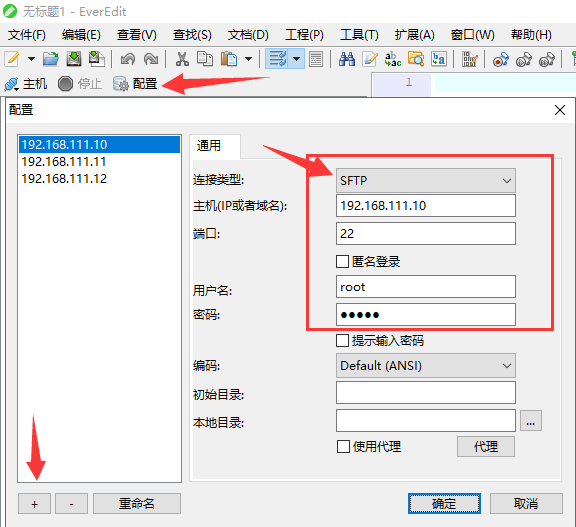 无标题1 - EverEdit
文件(F) 编辑(E) 查看(V) 查找(S) 文档(D) 工程(P) 工具(T) 扩展(A) 窗口(W) 帮助(H)
主机 停止 配置
1
配置
192.168.111.10
192.168.111.11
192.168.111.12
通用
连接类型: SFTP
主机(IP或者域名): 192.168.111.10
端口: 22
匿名登录
用户名: root
密码: ●●●●●
提示输入密码
编码: Default (ANSI)
初始目录:
本地目录: ...
使用代理 代理
+ - 重命名 确定 取消